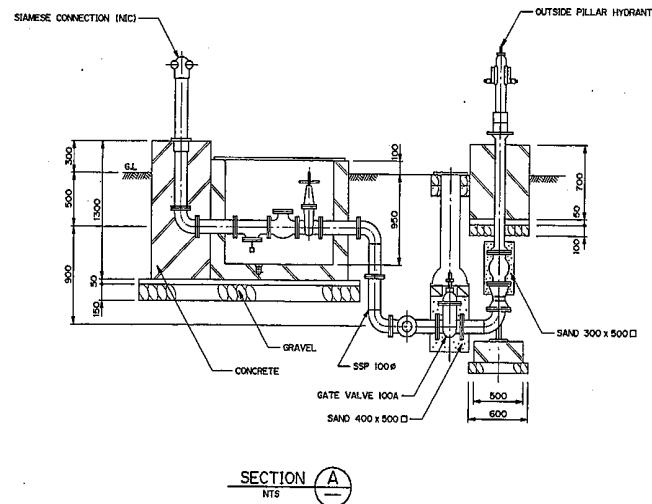 SIAMESE CONNECTION (NIC)
OUTSIDE PILLAR HYDRANT
G.L
300
500
900
1300
50
150
100
950
700
50
100
SAND 300 x 500 □
GRAVEL
CONCRETE
SSP 100ø
GATE VALVE 100A
SAND 400 x 500 □
500
600
SECTION A
NTS